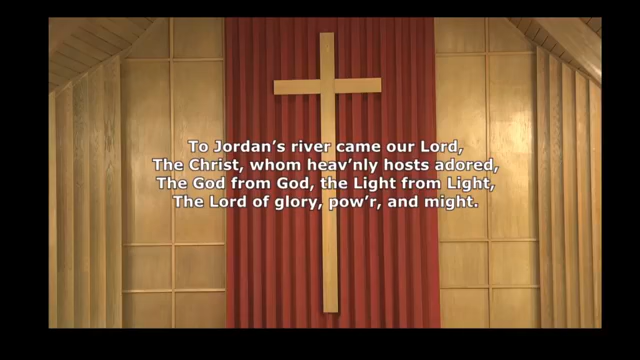 To Jordan's river came our Lord,
The Christ, whom heav'nly hosts adored,
The God from God, the Light from Light,
The Lord of glory, pow'r, and might.